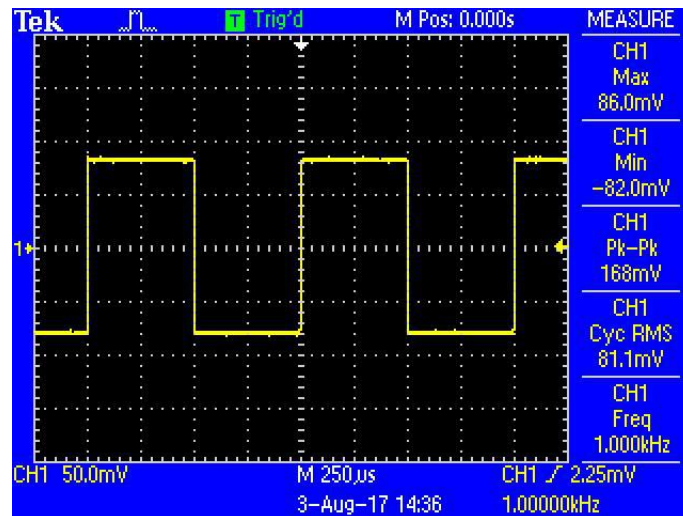 Tek T Trig'd M Pos: 0.000s MEASURE
CH1
Max
86.0mV
CH1
Min
-82.0mV
CH1
Pk-Pk
168mV
CH1
Cyc RMS
81.1mV
CH1
Freq
1.000kHz
1
CH1 50.0mV M 250µs CH1 2.25mV
3-Aug-17 14:36 1.00000kHz